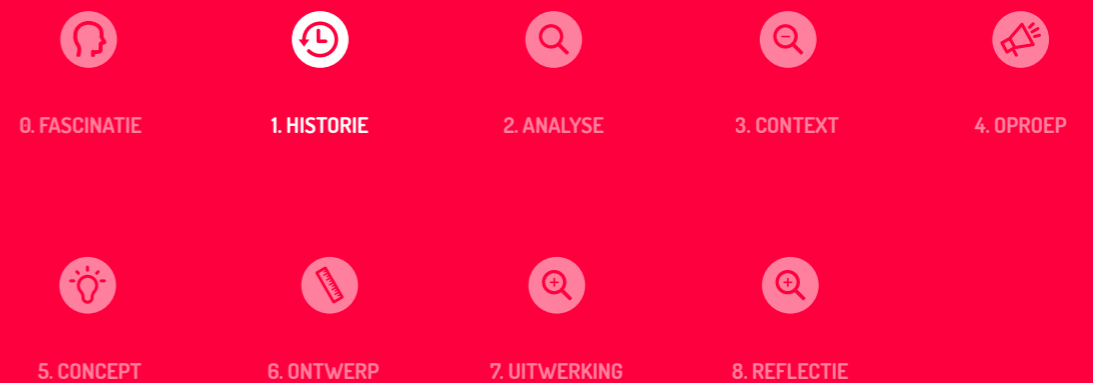 0. FASCINATIE
1. HISTORIE
2. ANALYSE
3. CONTEXT
4. OPROEP
5. CONCEPT
6. ONTWERP
7. UITWERKING
8. REFLECTIE